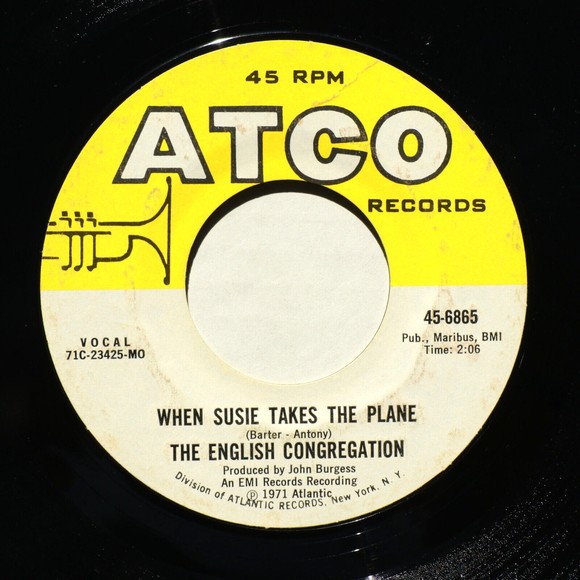 45 RPM
ATCO
RECORDS
45-6865
Pub., Maribus, BMI
Time: 2:06
VOCAL
71C-23425-MO
WHEN SUSIE TAKES THE PLANE
(Barter - Antony)
THE ENGLISH CONGREGATION
Produced by John Burgess
An EMI Records Recording
℗ 1971 Atlantic
Division of ATLANTIC RECORDS, New York, N. Y.